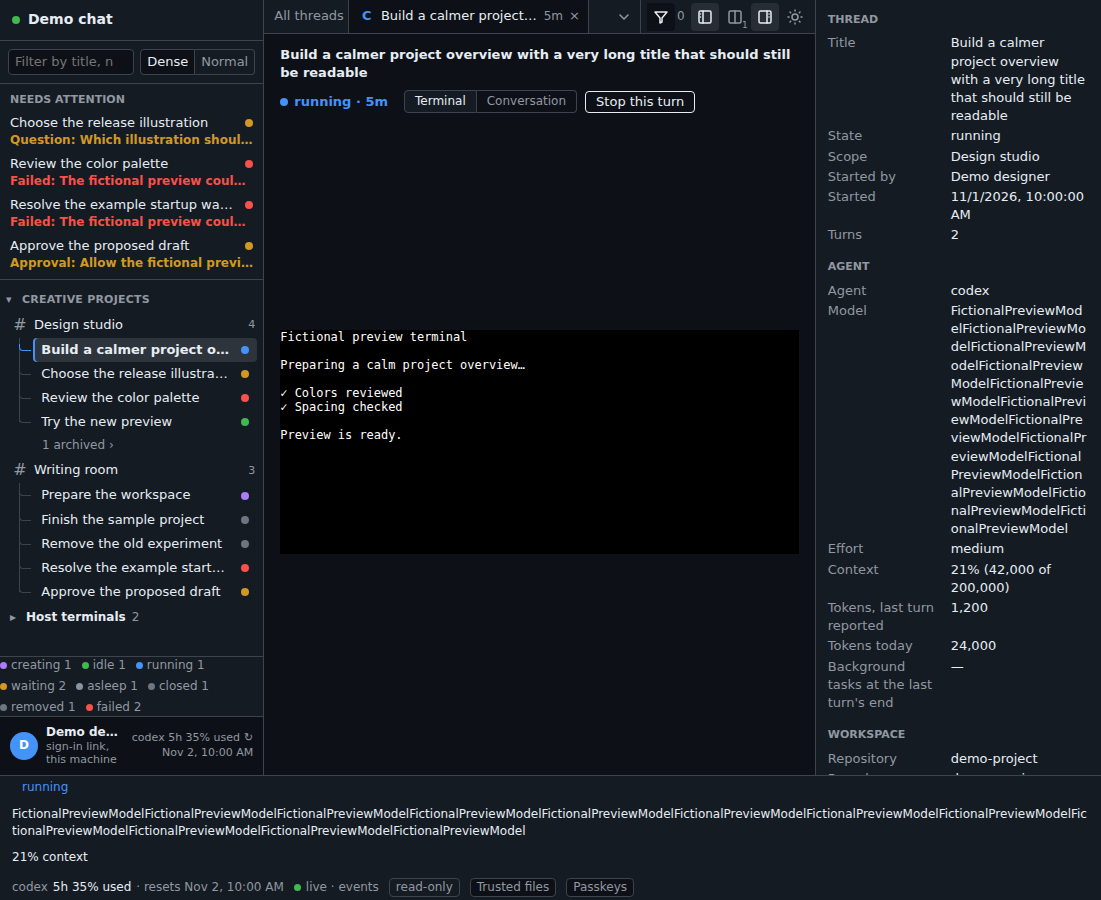 Demo chat
Filter by title, n
Dense
Normal
NEEDS ATTENTION
Choose the release illustration
Question: Which illustration shoul…
Review the color palette
Failed: The fictional preview coul…
Resolve the example startup wa…
Failed: The fictional preview coul…
Approve the proposed draft
Approval: Allow the fictional previ…
CREATIVE PROJECTS
# Design studio 4
Build a calmer project o…
Choose the release illustra…
Review the color palette
Try the new preview
1 archived ›
# Writing room 3
Prepare the workspace
Finish the sample project
Remove the old experiment
Resolve the example start…
Approve the proposed draft
Host terminals 2
creating 1 idle 1 running 1
waiting 2 asleep 1 closed 1
removed 1 failed 2
D
Demo de…
sign-in link,
this machine
codex 5h 35% used ↻
Nov 2, 10:00 AM
All threads
C Build a calmer project… 5m ×
0
1
Build a calmer project overview with a very long title that should still
be readable
running · 5m
Terminal
Conversation
Stop this turn
Fictional preview terminal
Preparing a calm project overview…
✓ Colors reviewed
✓ Spacing checked
Preview is ready.
THREAD
Title Build a calmer
project overview
with a very long title
that should still be
readable
State running
Scope Design studio
Started by Demo designer
Started 11/1/2026, 10:00:00
AM
Turns 2
AGENT
Agent codex
Model FictionalPreviewMod
elFictionalPreviewMo
delFictionalPreviewM
odelFictionalPreview
ModelFictionalPrevie
wModelFictionalPrevi
ewModelFictionalPre
viewModelFictionalPr
eviewModelFictional
PreviewModelFiction
alPreviewModelFictio
nalPreviewModelFicti
onalPreviewModel
Effort medium
Context 21% (42,000 of
200,000)
Tokens, last turn 1,200
reported
Tokens today 24,000
Background —
tasks at the last
turn's end
WORKSPACE
Repository demo-project
running
FictionalPreviewModelFictionalPreviewModelFictionalPreviewModelFictionalPreviewModelFictionalPreviewModelFictionalPreviewModelFictionalPreviewModelFictionalPreviewModelFic
tionalPreviewModelFictionalPreviewModelFictionalPreviewModelFictionalPreviewModel
21% context
codex 5h 35% used · resets Nov 2, 10:00 AM live · events read-only Trusted files Passkeys